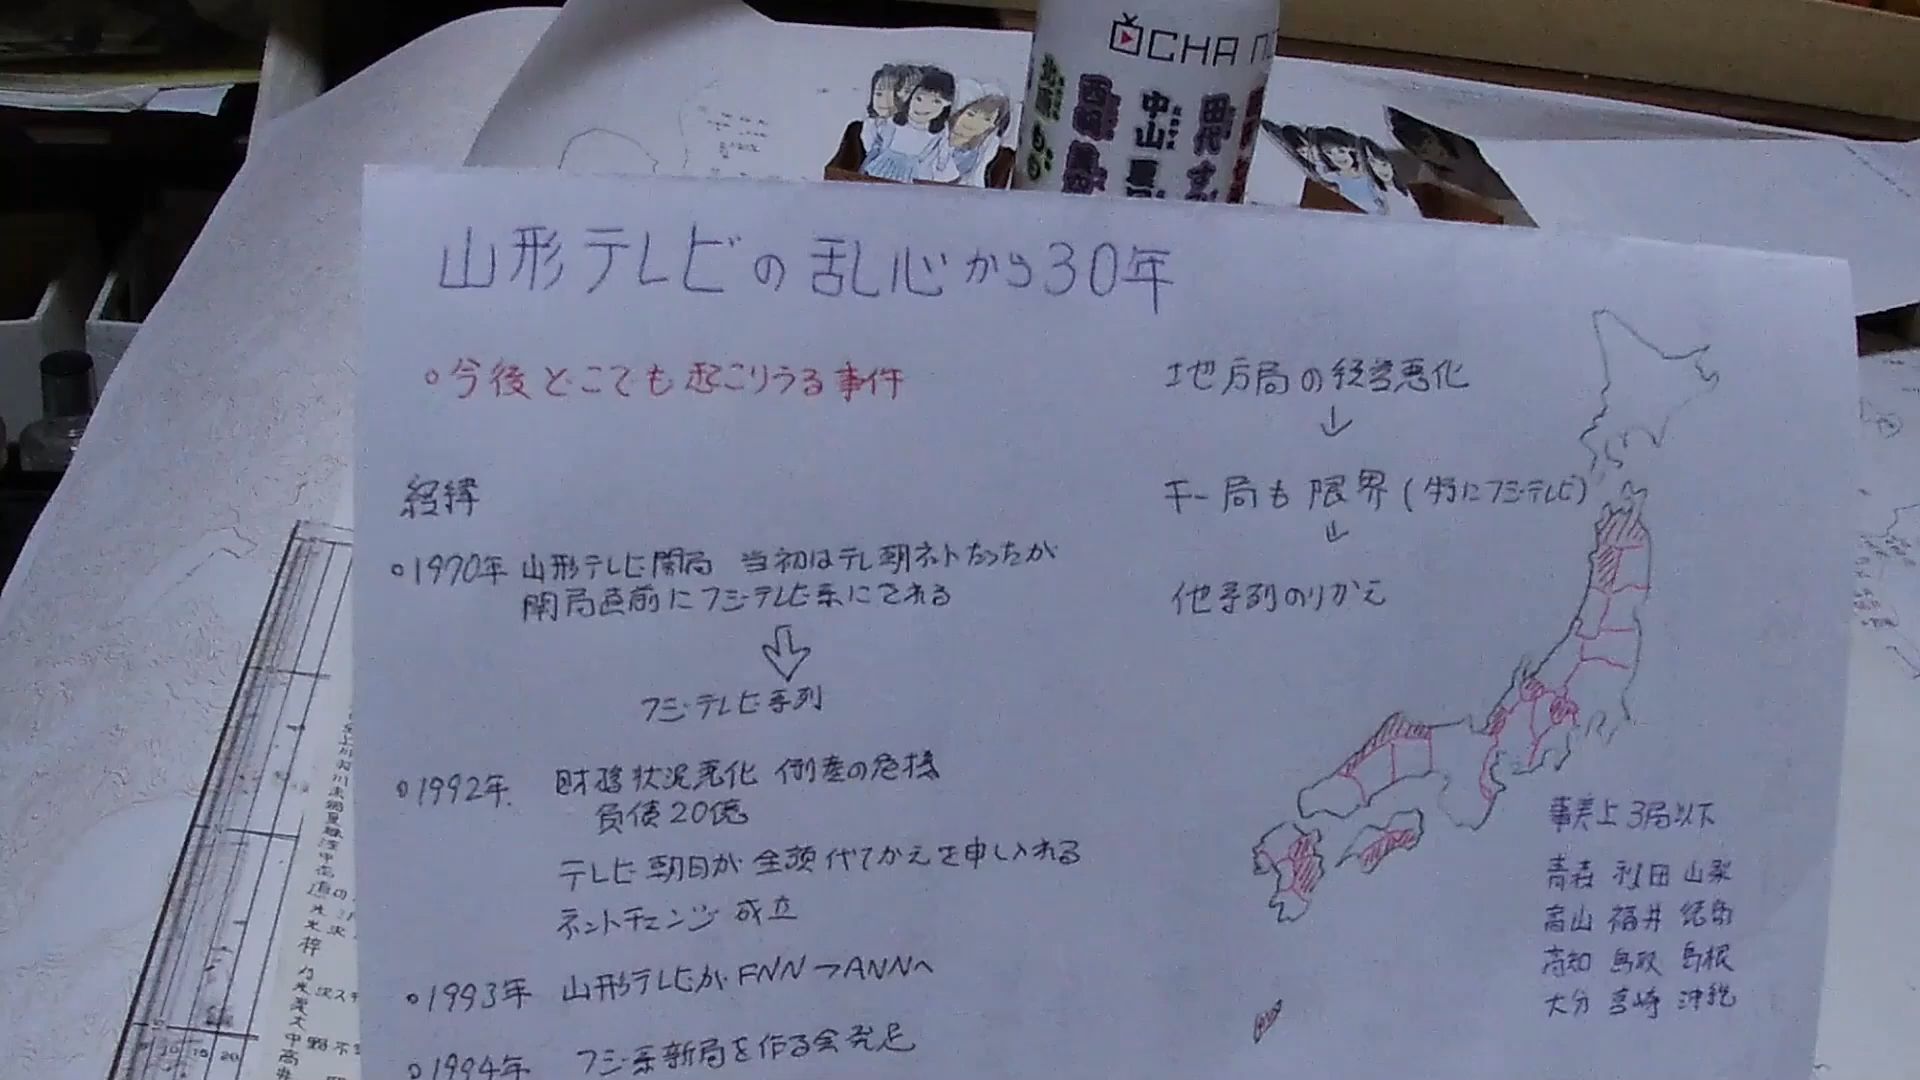 OCHA
中山
田代
山形テレビの乱心から30年
今後どこでも起こりうる事件
地方局の経営悪化
↓
キー局も限界(特にフジテレビ)
↓
他系列のりかえ
経緯
1970年 山形テレビ開局 当初はテレ朝ネットだったが
開局直前にフジテレビ系にされる
フジテレビ系列
1992年 財務状況悪化 倒産の危機
負債20億
テレビ朝日が全額代てかえを申し入れる
ネットチェンジ成立
1993年 山形テレビがFNN→ANNへ
1994年 フジ系新局を作る会発足
事実上3局以下
青森 秋田 山梨
富山 福井 徳島
高知 鳥取 島根
大分 宮崎 沖縄
10 15 20